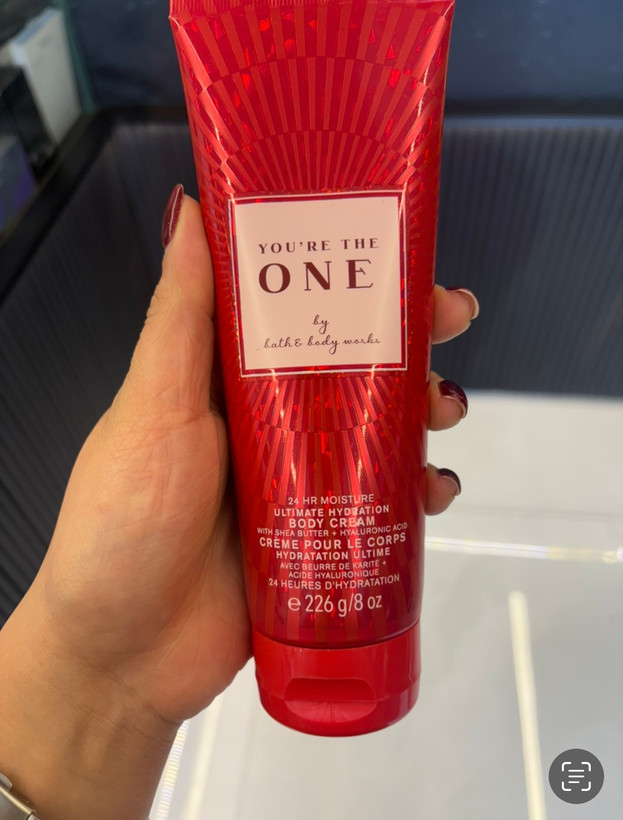 YOU'RE THE
ONE
by
bath & body works
24 HR MOISTURE
ULTIMATE HYDRATION
BODY CREAM
WITH SHEA BUTTER + HYALURONIC ACID
CRÈME POUR LE CORPS
HYDRATATION ULTIME
AVEC BEURRE DE KARITÉ +
ACIDE HYALURONIQUE
24 HEURES D'HYDRATATION
℮ 226 g/8 oz